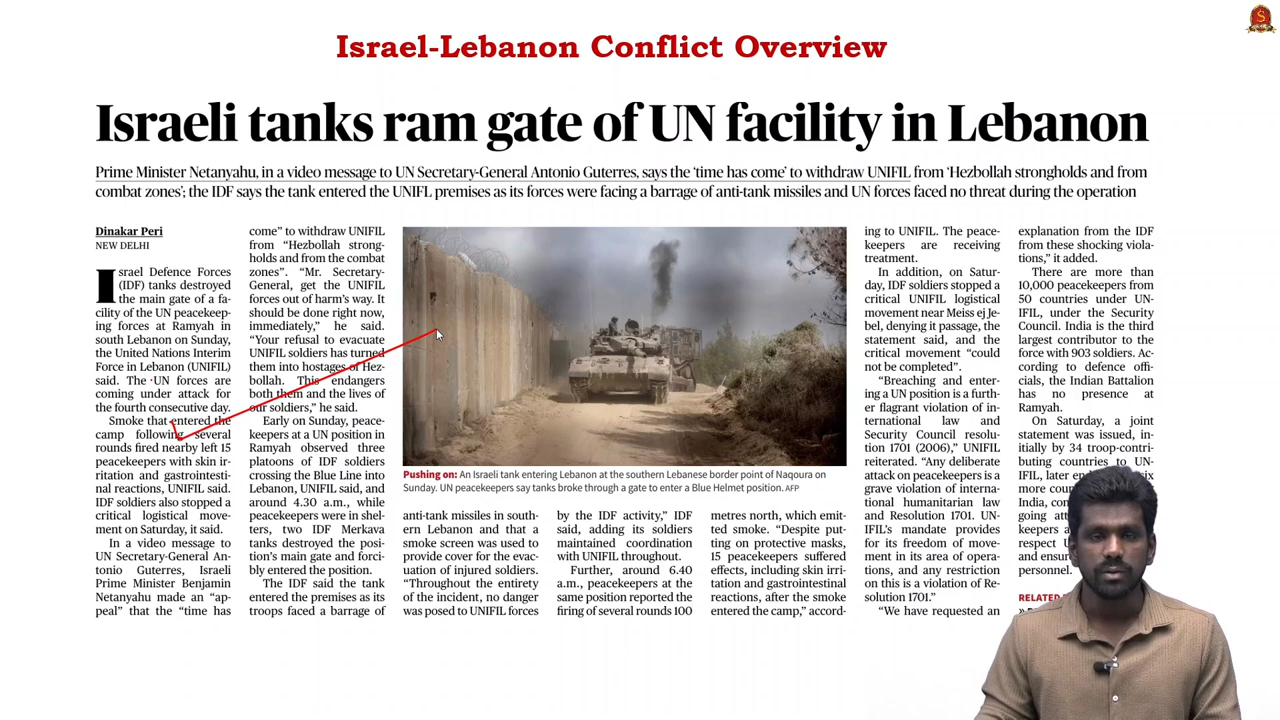 Israel-Lebanon Conflict Overview
Israeli tanks ram gate of UN facility in Lebanon
Prime Minister Netanyahu, in a video message to UN Secretary-General Antonio Guterres, says the ‘time has come’ to withdraw UNIFIL from ‘Hezbollah strongholds and from
combat zones’; the IDF says the tank entered the UNIFL premises as its forces were facing a barrage of anti-tank missiles and UN forces faced no threat during the operation
Dinakar Peri
NEW DELHI
Israel Defence Forces
(IDF) tanks destroyed
the main gate of a fa-
cility of the UN peacekeep-
ing forces at Ramyah in
south Lebanon on Sunday,
the United Nations Interim
Force in Lebanon (UNIFIL)
said. The UN forces are
coming under attack for
the fourth consecutive day.
Smoke that entered the
camp following several
rounds fired nearby left 15
peacekeepers with skin ir-
ritation and gastrointesti-
nal reactions, UNIFIL said.
IDF soldiers also stopped a
critical logistical move-
ment on Saturday, it said.
In a video message to
UN Secretary-General An-
tonio Guterres, Israeli
Prime Minister Benjamin
Netanyahu made an “ap-
peal” that the “time has
come” to withdraw UNIFIL
from “Hezbollah strong-
holds and from the combat
zones”. “Mr. Secretary-
General, get the UNIFIL
forces out of harm’s way. It
should be done right now,
immediately,” he said.
“Your refusal to evacuate
UNIFIL soldiers has turned
them into hostages of Hez-
bollah. This endangers
both them and the lives of
our soldiers,” he said.
Early on Sunday, peace-
keepers at a UN position in
Ramyah observed three
platoons of IDF soldiers
crossing the Blue Line into
Lebanon, UNIFIL said, and
around 4.30 a.m., while
peacekeepers were in shel-
ters, two IDF Merkava
tanks destroyed the posi-
tion’s main gate and forci-
bly entered the position.
The IDF said the tank
entered the premises as its
troops faced a barrage of
Pushing on: An Israeli tank entering Lebanon at the southern Lebanese border point of Naqoura on
Sunday. UN peacekeepers say tanks broke through a gate to enter a Blue Helmet position. AFP
anti-tank missiles in south-
ern Lebanon and that a
smoke screen was used to
provide cover for the evac-
uation of injured soldiers.
“Throughout the entirety
of the incident, no danger
was posed to UNIFIL forces
by the IDF activity,” IDF
said, adding its soldiers
maintained coordination
with UNIFIL throughout.
Further, around 6.40
a.m., peacekeepers at the
same position reported the
firing of several rounds 100
metres north, which emit-
ted smoke. “Despite put-
ting on protective masks,
15 peacekeepers suffered
effects, including skin irri-
tation and gastrointestinal
reactions, after the smoke
entered the camp,” accord-
ing to UNIFIL. The peace-
keepers are receiving
treatment.
In addition, on Satur-
day, IDF soldiers stopped a
critical UNIFIL logistical
movement near Meiss ej Je-
bel, denying it passage, the
statement said, and the
critical movement “could
not be completed”.
“Breaching and enter-
ing a UN position is a furth-
er flagrant violation of in-
ternational law and
Security Council resolu-
tion 1701 (2006),” UNIFIL
reiterated. “Any deliberate
attack on peacekeepers is a
grave violation of interna-
tional humanitarian law
and Resolution 1701. UN-
IFIL’s mandate provides
for its freedom of move-
ment in its area of opera-
tions, and any restriction
on this is a violation of Re-
solution 1701.”
“We have requested an
explanation from the IDF
from these shocking viola-
tions,” it added.
There are more than
10,000 peacekeepers from
50 countries under UN-
IFIL, under the Security
Council. India is the third
largest contributor to the
force with 903 soldiers. Ac-
cording to defence offi-
cials, the Indian Battalion
has no presence at
Ramyah.
On Saturday, a joint
statement was issued, in-
itially by 34 troop-contri-
buting countries to UN-
IFIL, later
more
India,
going
keepers
respect
and
personnel.
RELATED